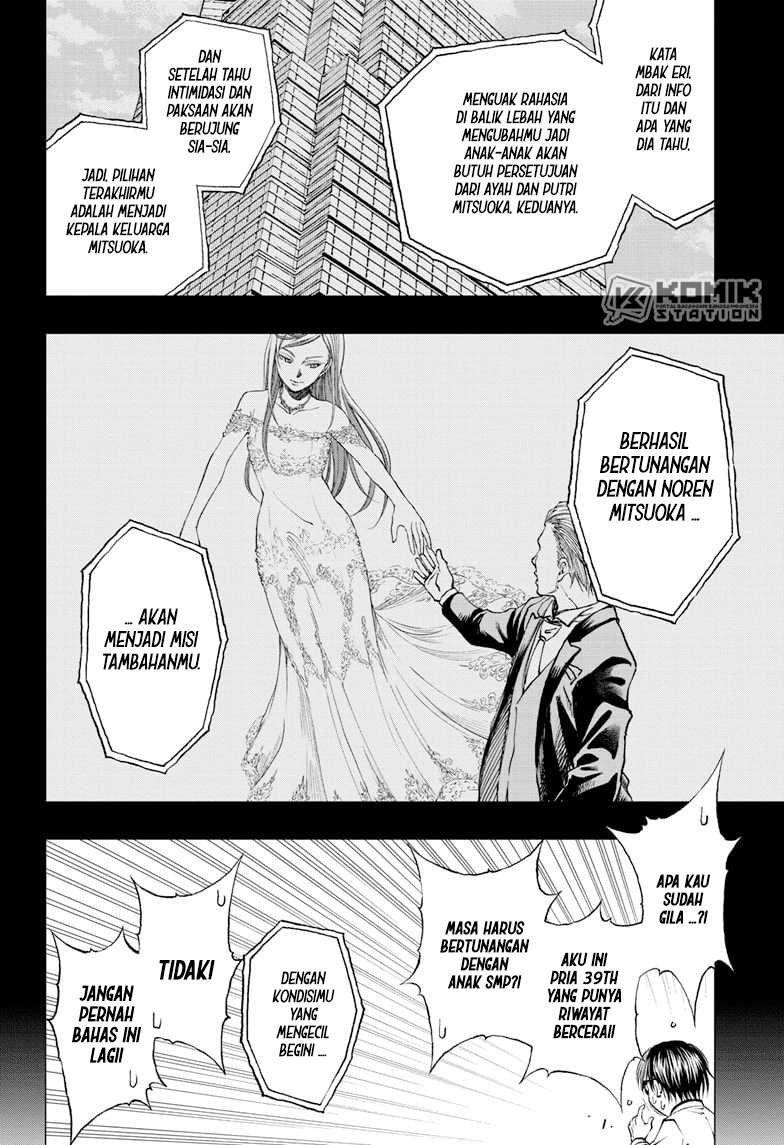 KATA
MBAK ERI,
DARI INFO
ITU DAN
APA YANG
DIA TAHU,
MENGUAK RAHASIA
DI BALIK LEBAH YANG
MENGUBAHMU JADI
ANAK-ANAK AKAN
BUTUH PERSETUJUAN
DARI AYAH DAN PUTRI
MITSUOKA, KEDUANYA.
DAN
SETELAH TAHU
INTIMIDASI DAN
PAKSAAN AKAN
BERUJUNG
SIA-SIA,
JADI, PILIHAN
TERAKHIRMU
ADALAH MENJADI
KEPALA KELUARGA
MITSUOKA.
KOMIK
STATION
BERHASIL
BERTUNANGAN
DENGAN NOREN
MITSUOKA ...
... AKAN
MENJADI MISI
TAMBAHANMU.
APA KAU
SUDAH
GILA ...?!
MASA HARUS
BERTUNANGAN
DENGAN
ANAK SMP?!
AKU INI
PRIA 39TH
YANG PUNYA
RIWAYAT
BERCERAI!
DENGAN
KONDISIMU
YANG
MENGECIL
BEGINI ....
TIDAK!
JANGAN
PERNAH
BAHAS INI
LAGI!